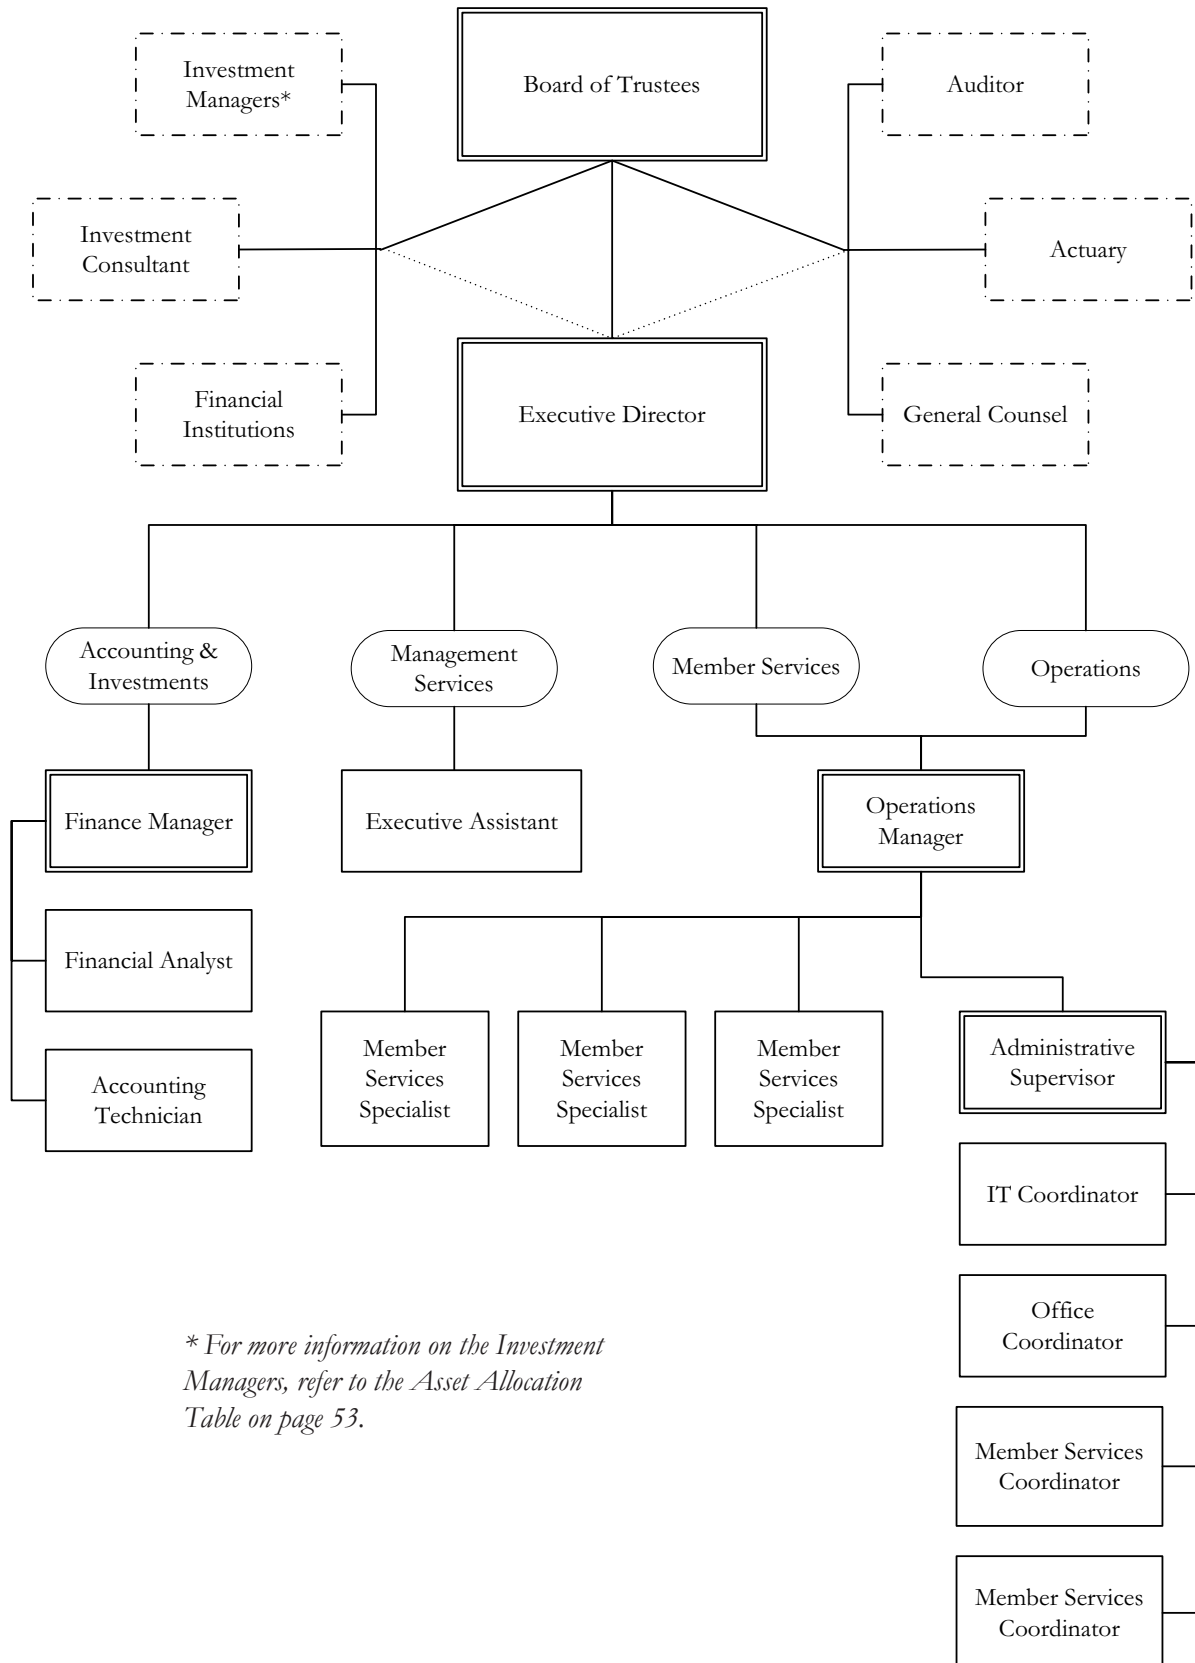 Investment
Managers*
Board of Trustees
Auditor
Investment
Consultant
Actuary
Financial
Institutions
Executive Director
General Counsel
Accounting &
Investments
Management
Services
Member Services
Operations
Finance Manager
Executive Assistant
Operations
Manager
Financial Analyst
Accounting
Technician
Member
Services
Specialist
Member
Services
Specialist
Member
Services
Specialist
Administrative
Supervisor
IT Coordinator
Office
Coordinator
Member Services
Coordinator
Member Services
Coordinator
* For more information on the Investment
Managers, refer to the Asset Allocation
Table on page 53.